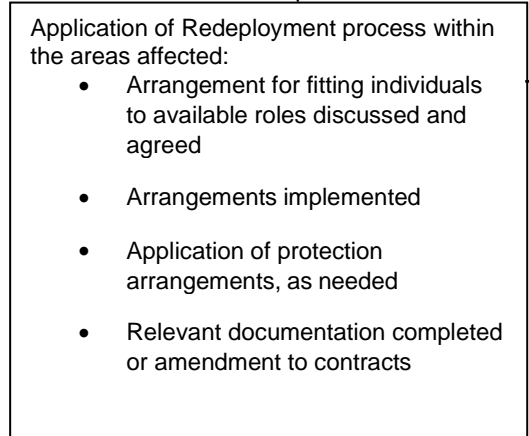 Application of Redeployment process within
the areas affected:
• Arrangement for fitting individuals
to available roles discussed and
agreed
• Arrangements implemented
• Application of protection
arrangements, as needed
• Relevant documentation completed
or amendment to contracts